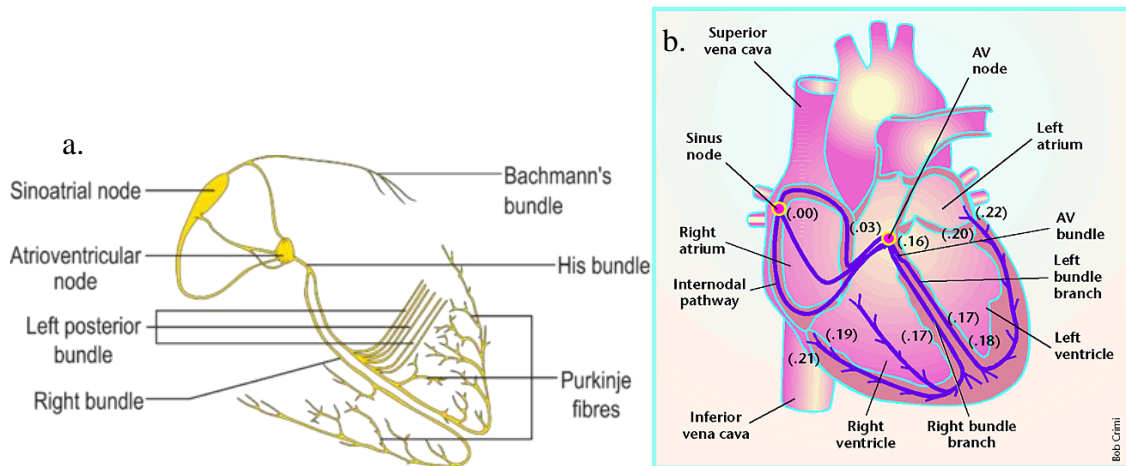 a.
Sinoatrial node
Atrioventricular
node
Left posterior
bundle
Right bundle
Bachmann's
bundle
His bundle
Purkinje
fibres
b.
Superior
vena cava
AV
node
Sinus
node
Left
atrium
(.00)
(.03)
(.16)
(.20)
(.22)
AV
bundle
Right
atrium
Left
bundle
branch
Internodal
pathway
(.17)
(.19)
(.17)
(.18)
(.21)
Left
ventricle
Inferior
vena cava
Right
ventricle
Right bundle
branch
Bob Crimi